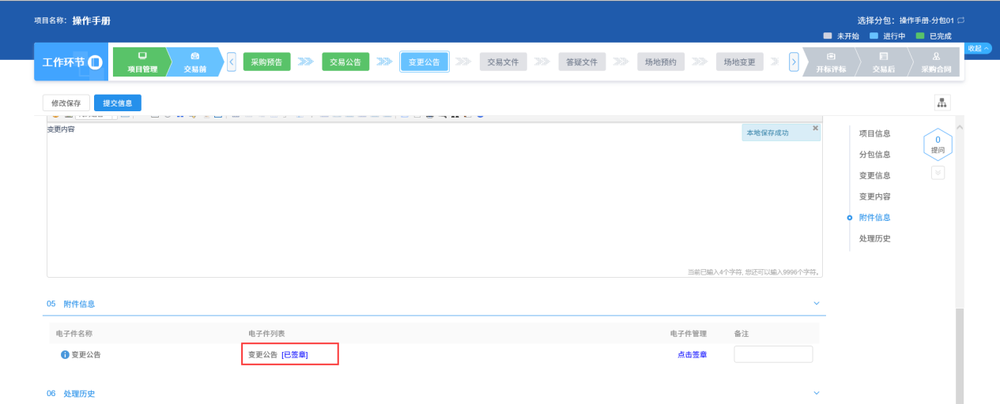 项目名称: 操作手册
选择分包: 操作手册-分包01
未开始 进行中 已完成
工作环节
项目管理
交易前
采购预告
交易公告
变更公告
交易文件
答疑文件
场地预约
场地变更
开标评标
交易后
采购合同
收起
修改保存 提交信息
变更内容
本地保存成功
当前已输入4个字符, 您还可以输入9996个字符。
项目信息
分包信息
变更信息
变更内容
附件信息
处理历史
0
提问
05 附件信息
电子件名称 电子件列表 电子件管理 备注
变更公告 变更公告 [已签章] 点击签章
06 处理历史